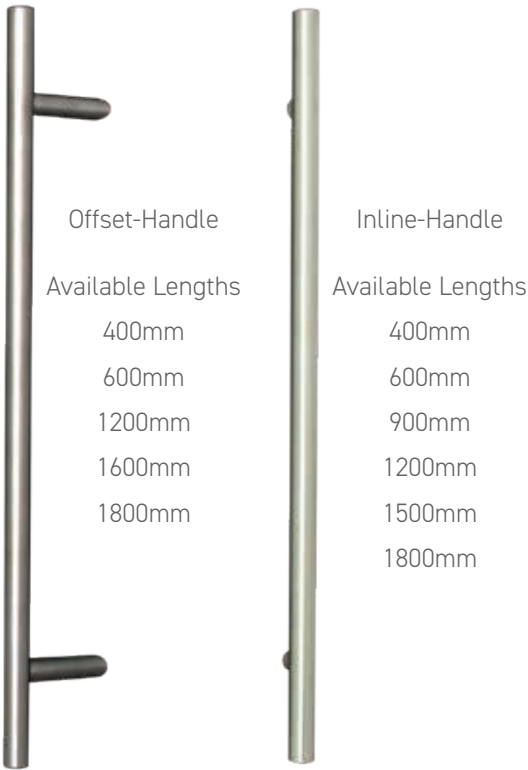 Offset-Handle
Available Lengths
400mm
600mm
1200mm
1600mm
1800mm
Inline-Handle
Available Lengths
400mm
600mm
900mm
1200mm
1500mm
1800mm